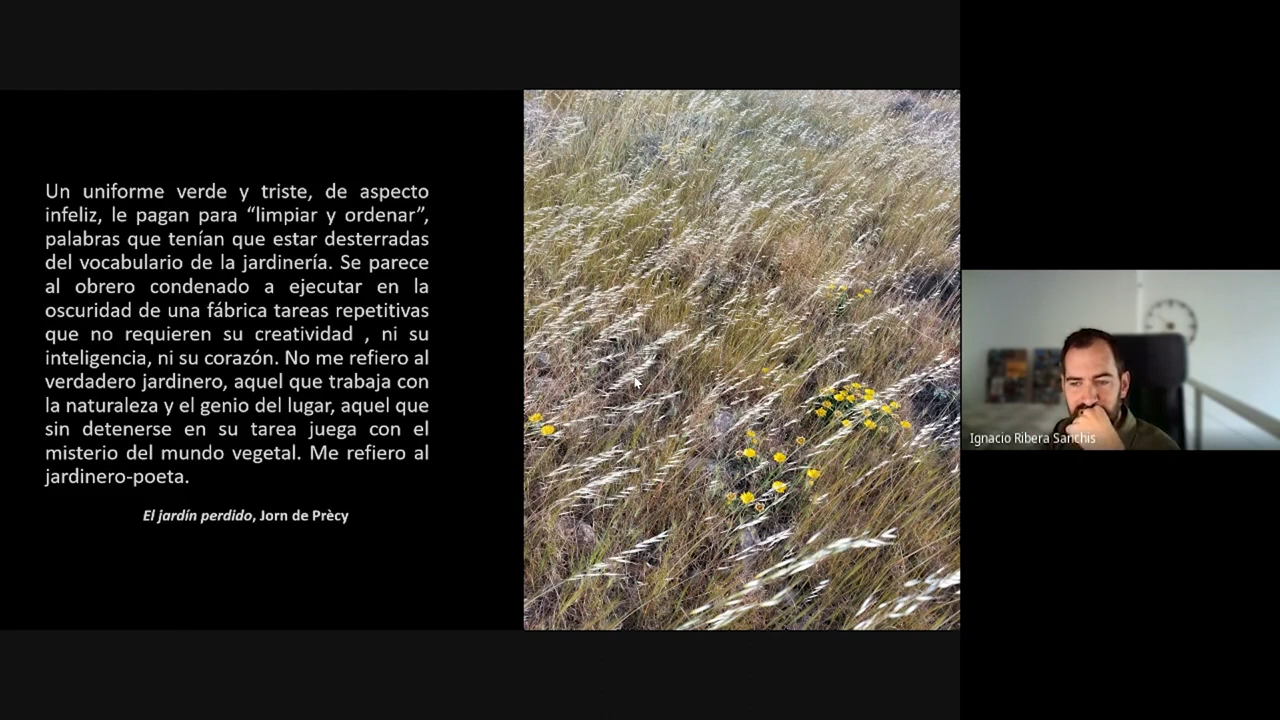 Un uniforme verde y triste, de aspecto
infeliz, le pagan para “limpiar y ordenar”,
palabras que tenían que estar desterradas
del vocabulario de la jardinería. Se parece
al obrero condenado a ejecutar en la
oscuridad de una fábrica tareas repetitivas
que no requieren su creatividad , ni su
inteligencia, ni su corazón. No me refiero al
verdadero jardinero, aquel que trabaja con
la naturaleza y el genio del lugar, aquel que
sin detenerse en su tarea juega con el
misterio del mundo vegetal. Me refiero al
jardinero-poeta.
El jardín perdido, Jorn de Prècy
Ignacio Ribera Sanchis